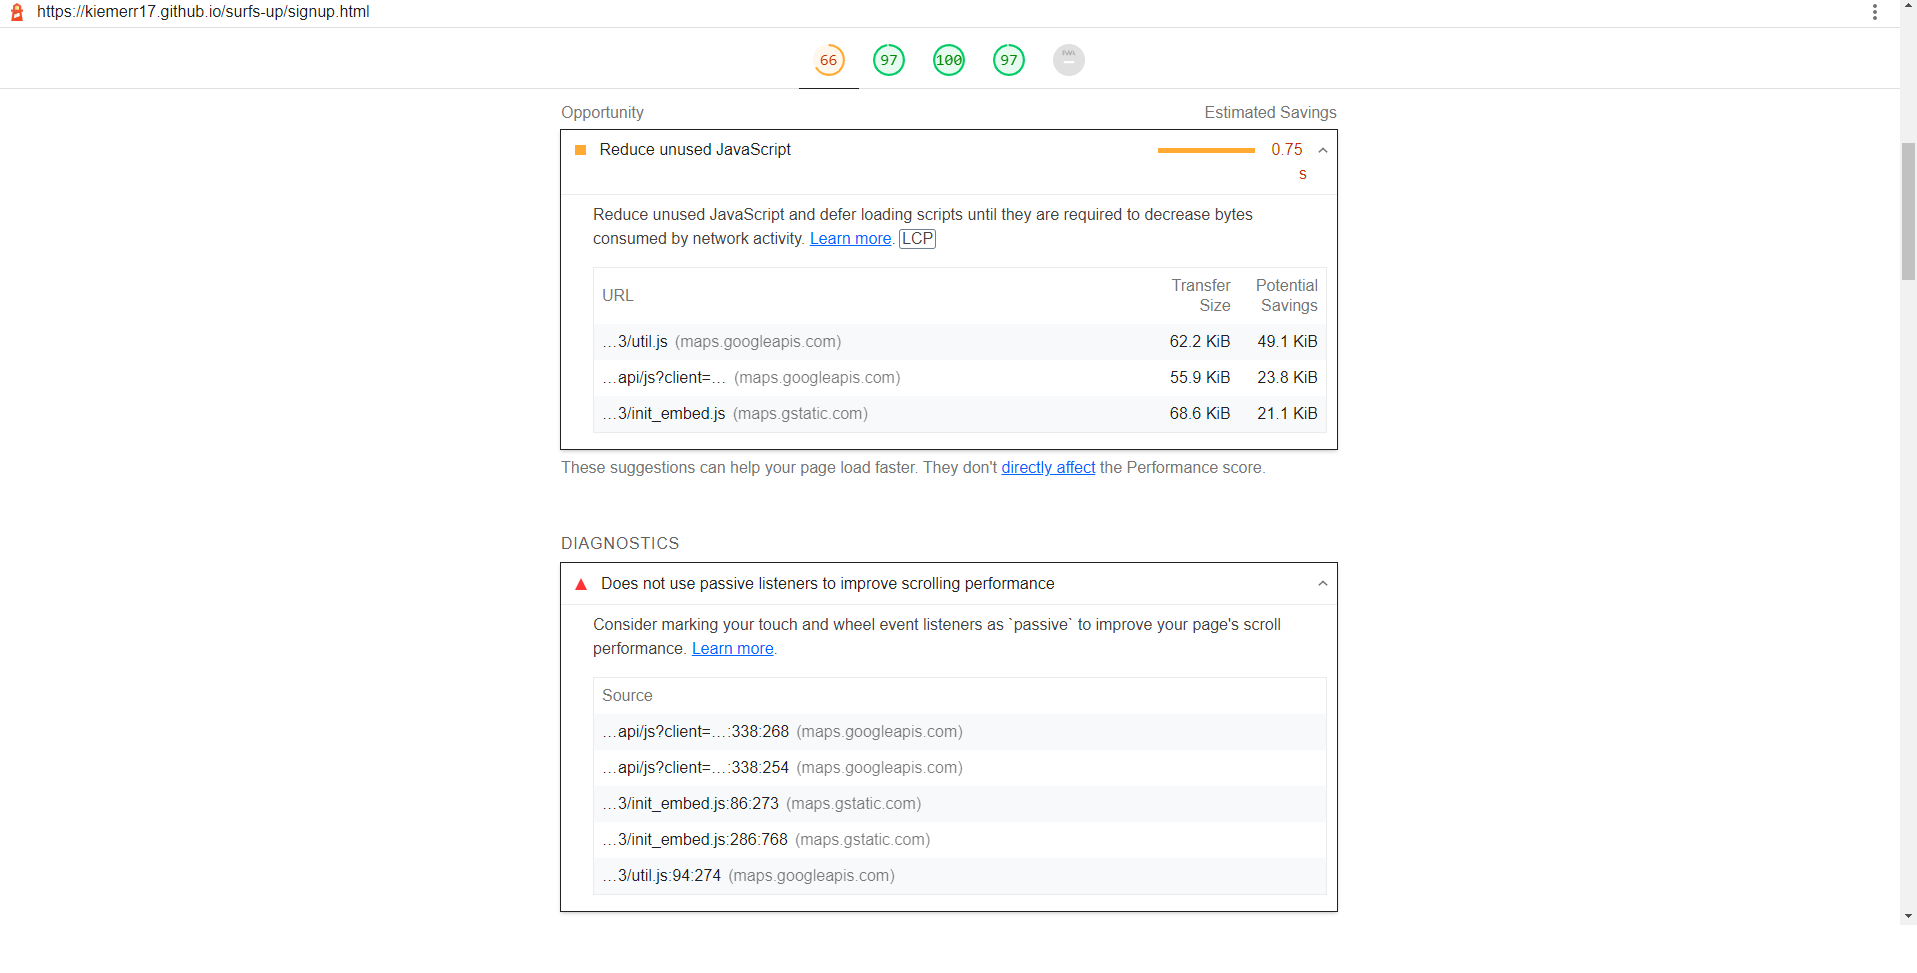 https://kiemerr17.github.io/surfs-up/signup.html
66 97 100 97 PWA
Opportunity Estimated Savings
Reduce unused JavaScript 0.75
s
Reduce unused JavaScript and defer loading scripts until they are required to decrease bytes
consumed by network activity. Learn more. LCP
URL Transfer Size Potential Savings
…3/util.js (maps.googleapis.com) 62.2 KiB 49.1 KiB
…api/js?client=… (maps.googleapis.com) 55.9 KiB 23.8 KiB
…3/init_embed.js (maps.gstatic.com) 68.6 KiB 21.1 KiB
These suggestions can help your page load faster. They don't directly affect the Performance score.
DIAGNOSTICS
Does not use passive listeners to improve scrolling performance
Consider marking your touch and wheel event listeners as `passive` to improve your page's scroll
performance. Learn more.
Source
…api/js?client=…:338:268 (maps.googleapis.com)
…api/js?client=…:338:254 (maps.googleapis.com)
…3/init_embed.js:86:273 (maps.gstatic.com)
…3/init_embed.js:286:768 (maps.gstatic.com)
…3/util.js:94:274 (maps.googleapis.com)